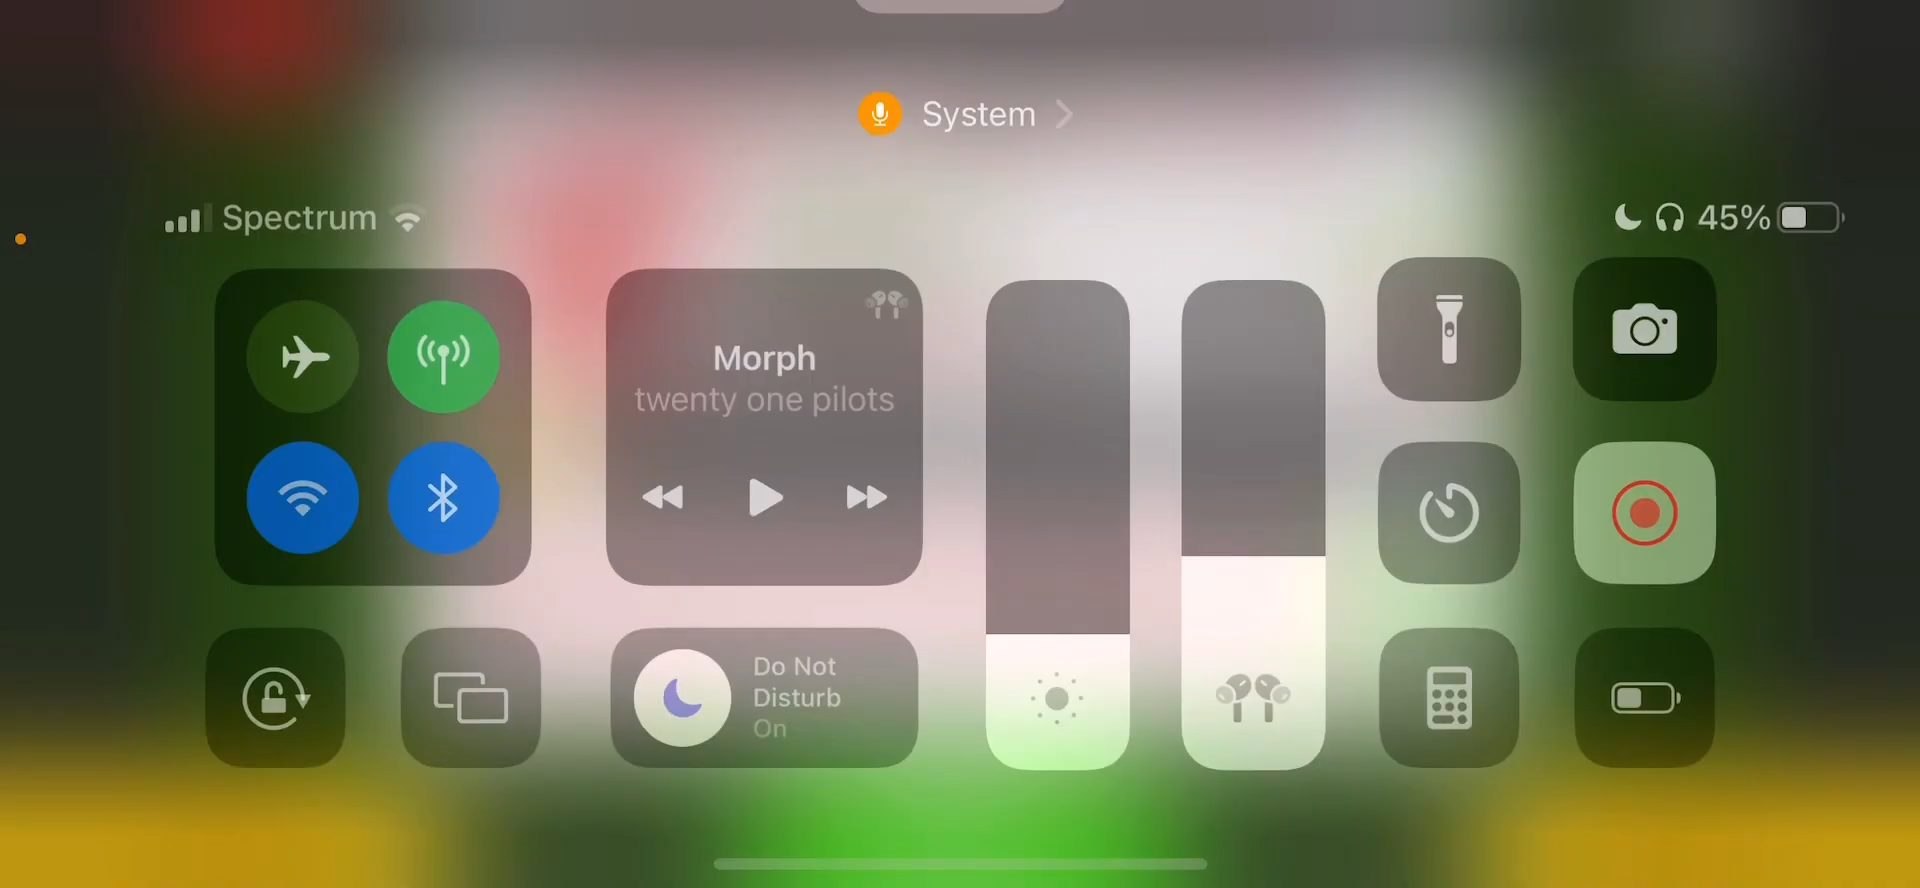 System
Spectrum
45%
Morph
twenty one pilots
Do Not
Disturb
On